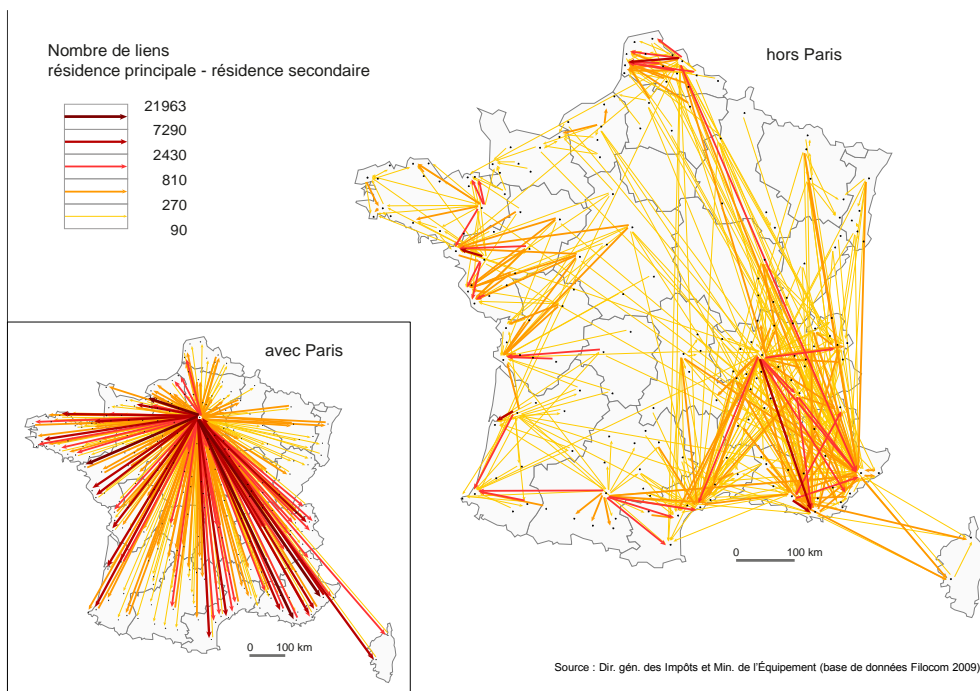 Nombre de liens
résidence principale - résidence secondaire
21963
7290
2430
810
270
90
hors Paris
0 100 km
avec Paris
0 100 km
Source : Dir. gén. des Impôts et Min. de l'Équipement (base de données Filocom 2009)